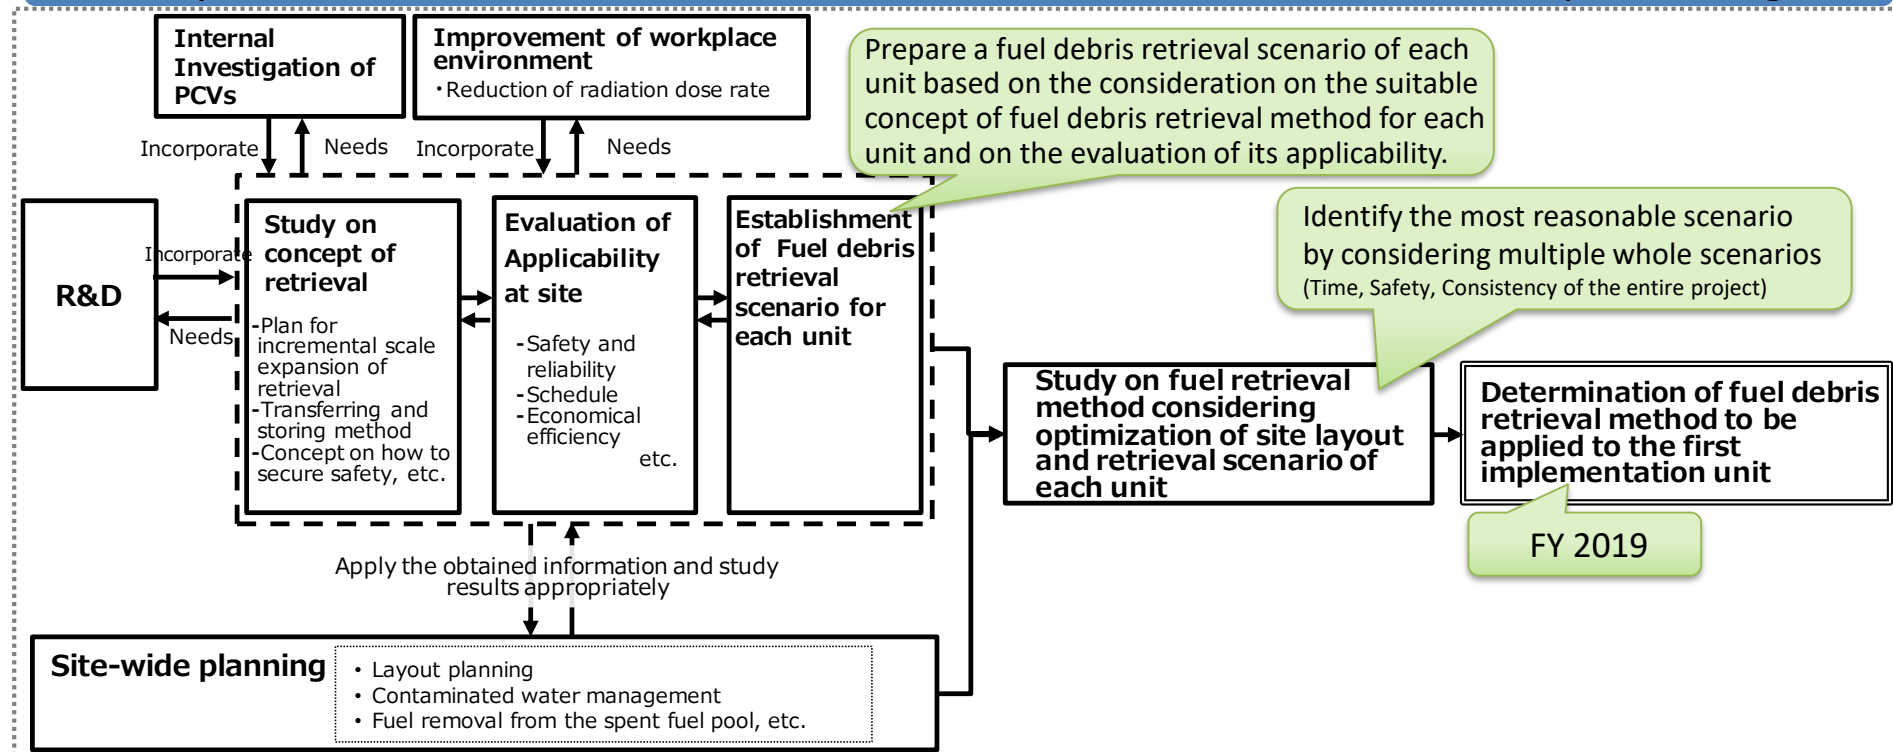 Internal
Investigation of
PCVs
Improvement of workplace
environment
・Reduction of radiation dose rate
Prepare a fuel debris retrieval scenario of each
unit based on the consideration on the suitable
concept of fuel debris retrieval method for each
unit and on the evaluation of its applicability.
Incorporate
Needs
Incorporate
Needs
R&D
Incorporate
Needs
Study on
concept of
retrieval
-Plan for
incremental scale
expansion of
retrieval
-Transferring and
storing method
-Concept on how to
secure safety, etc.
Evaluation of
Applicability
at site
-Safety and
reliability
-Schedule
-Economical
efficiency
etc.
Establishment
of Fuel debris
retrieval
scenario for
each unit
Identify the most reasonable scenario
by considering multiple whole scenarios
(Time, Safety, Consistency of the entire project)
Study on fuel retrieval
method considering
optimization of site layout
and retrieval scenario of
each unit
Determination of fuel debris
retrieval method to be
applied to the first
implementation unit
FY 2019
Apply the obtained information and study
results appropriately
Site-wide planning
・Layout planning
・Contaminated water management
・Fuel removal from the spent fuel pool, etc.